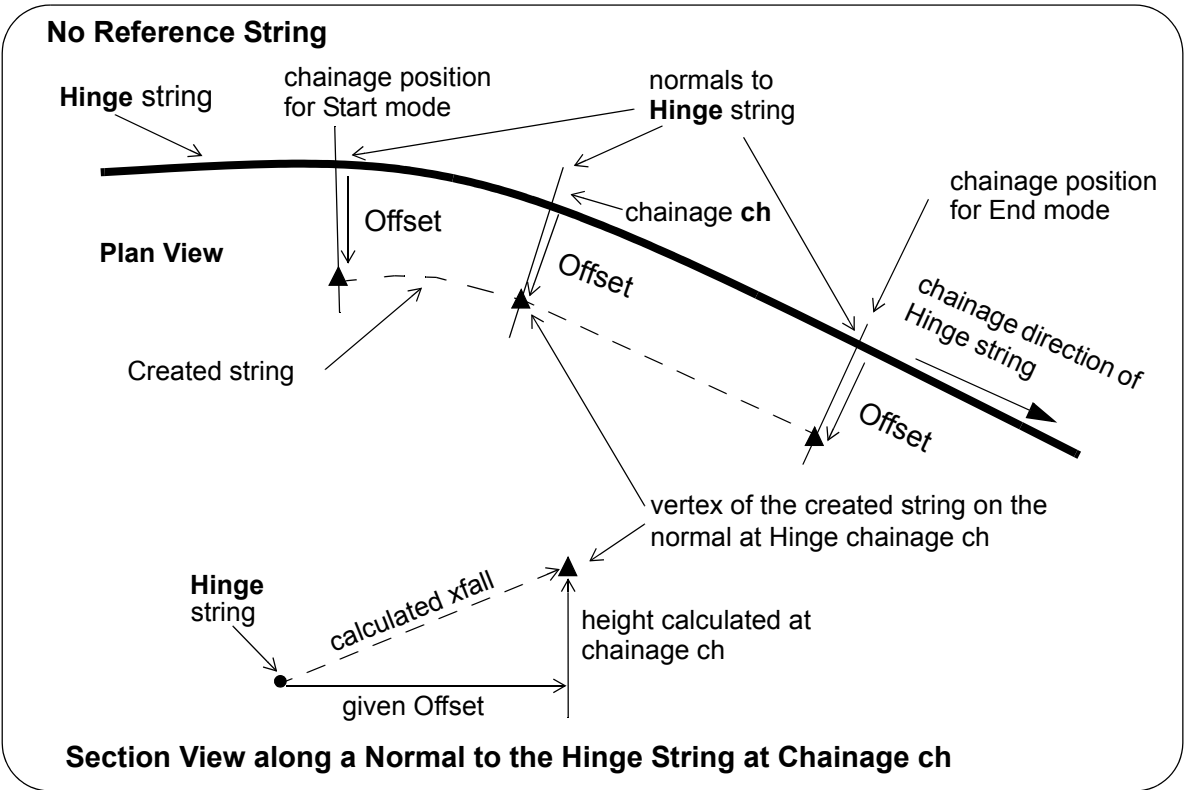 No Reference String
Hinge string
chainage position
for Start mode
normals to
Hinge string
chainage position
for End mode
chainage ch
Offset
Plan View
Offset
chainage direction of
Hinge string
Created string
Offset
vertex of the created string on the
normal at Hinge chainage ch
Hinge
string
calculated xfall
height calculated at
chainage ch
given Offset
Section View along a Normal to the Hinge String at Chainage ch